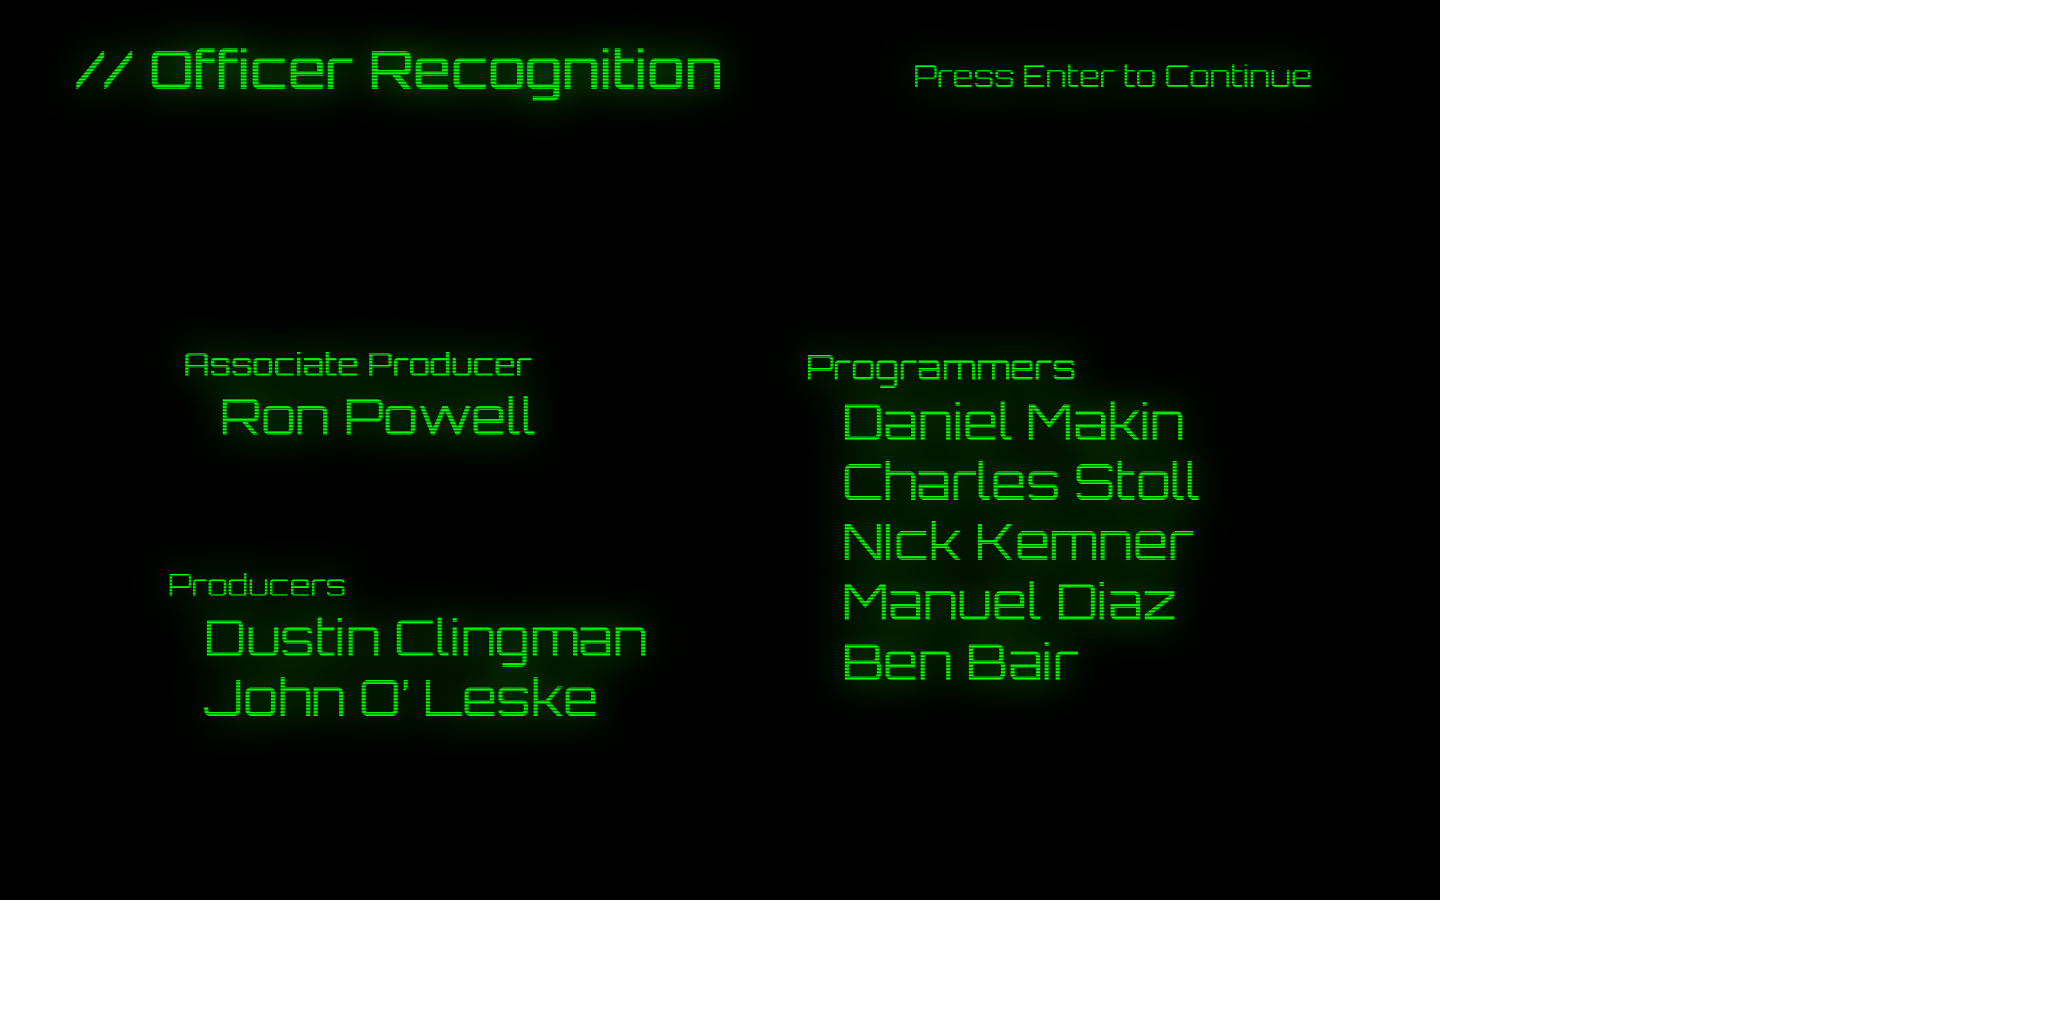 // Officer Recognition
Press Enter to Continue
Associate Producer
Ron Powell
Producers
Dustin Clingman
John O' Leske
Programmers
Daniel Makin
Charles Stoll
NIck Kemner
Manuel Diaz
Ben Bair